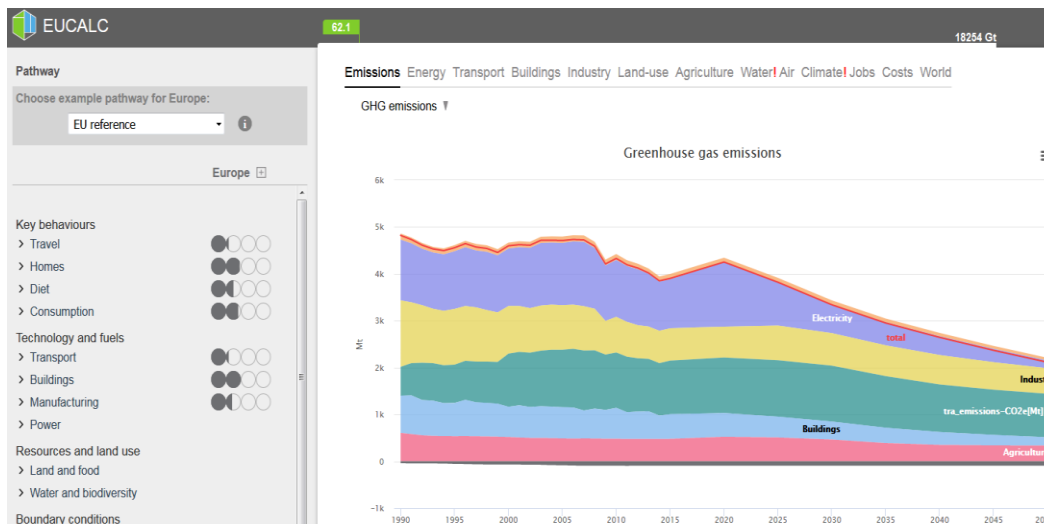 EUCALC
62.1
18254 Gt
Pathway
Choose example pathway for Europe:
EU reference
i
Europe
Key behaviours
Travel
Homes
Diet
Consumption
Technology and fuels
Transport
Buildings
Manufacturing
Power
Resources and land use
Land and food
Water and biodiversity
Boundary conditions
Emissions Energy Transport Buildings Industry Land-use Agriculture Water! Air Climate! Jobs Costs World
GHG emissions
Greenhouse gas emissions
6k
5k
4k
3k
2k
1k
0
-1k
Mt
Electricity
total
Indust
tra_emissions-CO2e[Mt]
Buildings
Agricultur
1990 1995 2000 2005 2010 2015 2020 2025 2030 2035 2040 2045 20